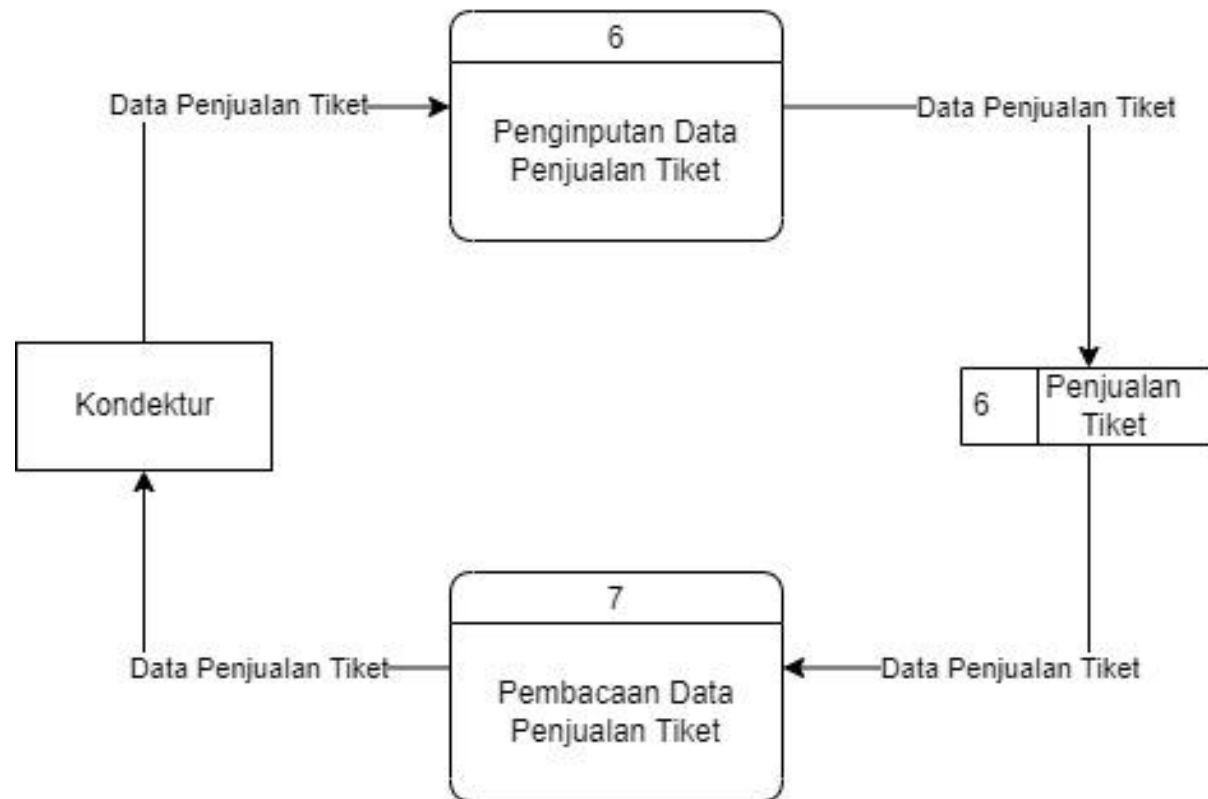 6
Data Penjualan Tiket
Penginputan Data
Penjualan Tiket
Data Penjualan Tiket
Kondektur
6
Penjualan
Tiket
7
Data Penjualan Tiket
Pembacaan Data
Penjualan Tiket
Data Penjualan Tiket